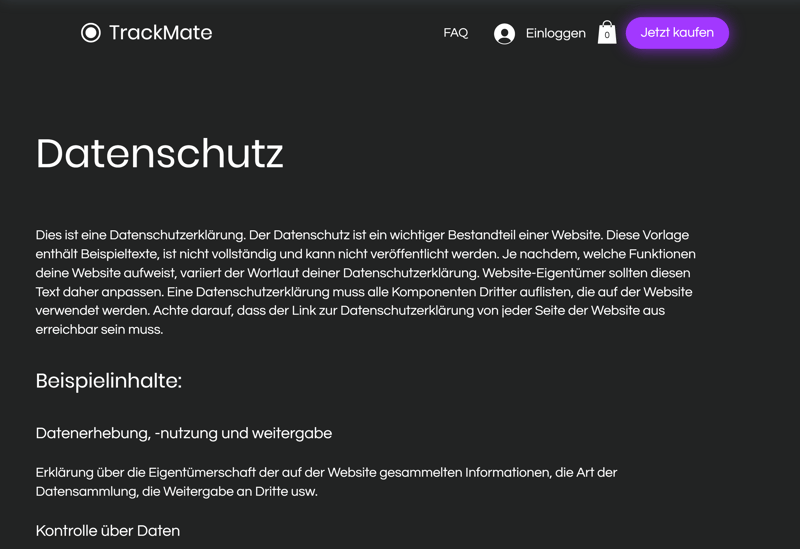 TrackMate
FAQ
Einloggen
0
Jetzt kaufen
Datenschutz
Dies ist eine Datenschutzerklärung. Der Datenschutz ist ein wichtiger Bestandteil einer Website. Diese Vorlage
enthält Beispieltexte, ist nicht vollständig und kann nicht veröffentlicht werden. Je nachdem, welche Funktionen
deine Website aufweist, variiert der Wortlaut deiner Datenschutzerklärung. Website-Eigentümer sollten diesen
Text daher anpassen. Eine Datenschutzerklärung muss alle Komponenten Dritter auflisten, die auf der Website
verwendet werden. Achte darauf, dass der Link zur Datenschutzerklärung von jeder Seite der Website aus
erreichbar sein muss.
Beispielinhalte:
Datenerhebung, -nutzung und weitergabe
Erklärung über die Eigentümerschaft der auf der Website gesammelten Informationen, die Art der
Datensammlung, die Weitergabe an Dritte usw.
Kontrolle über Daten